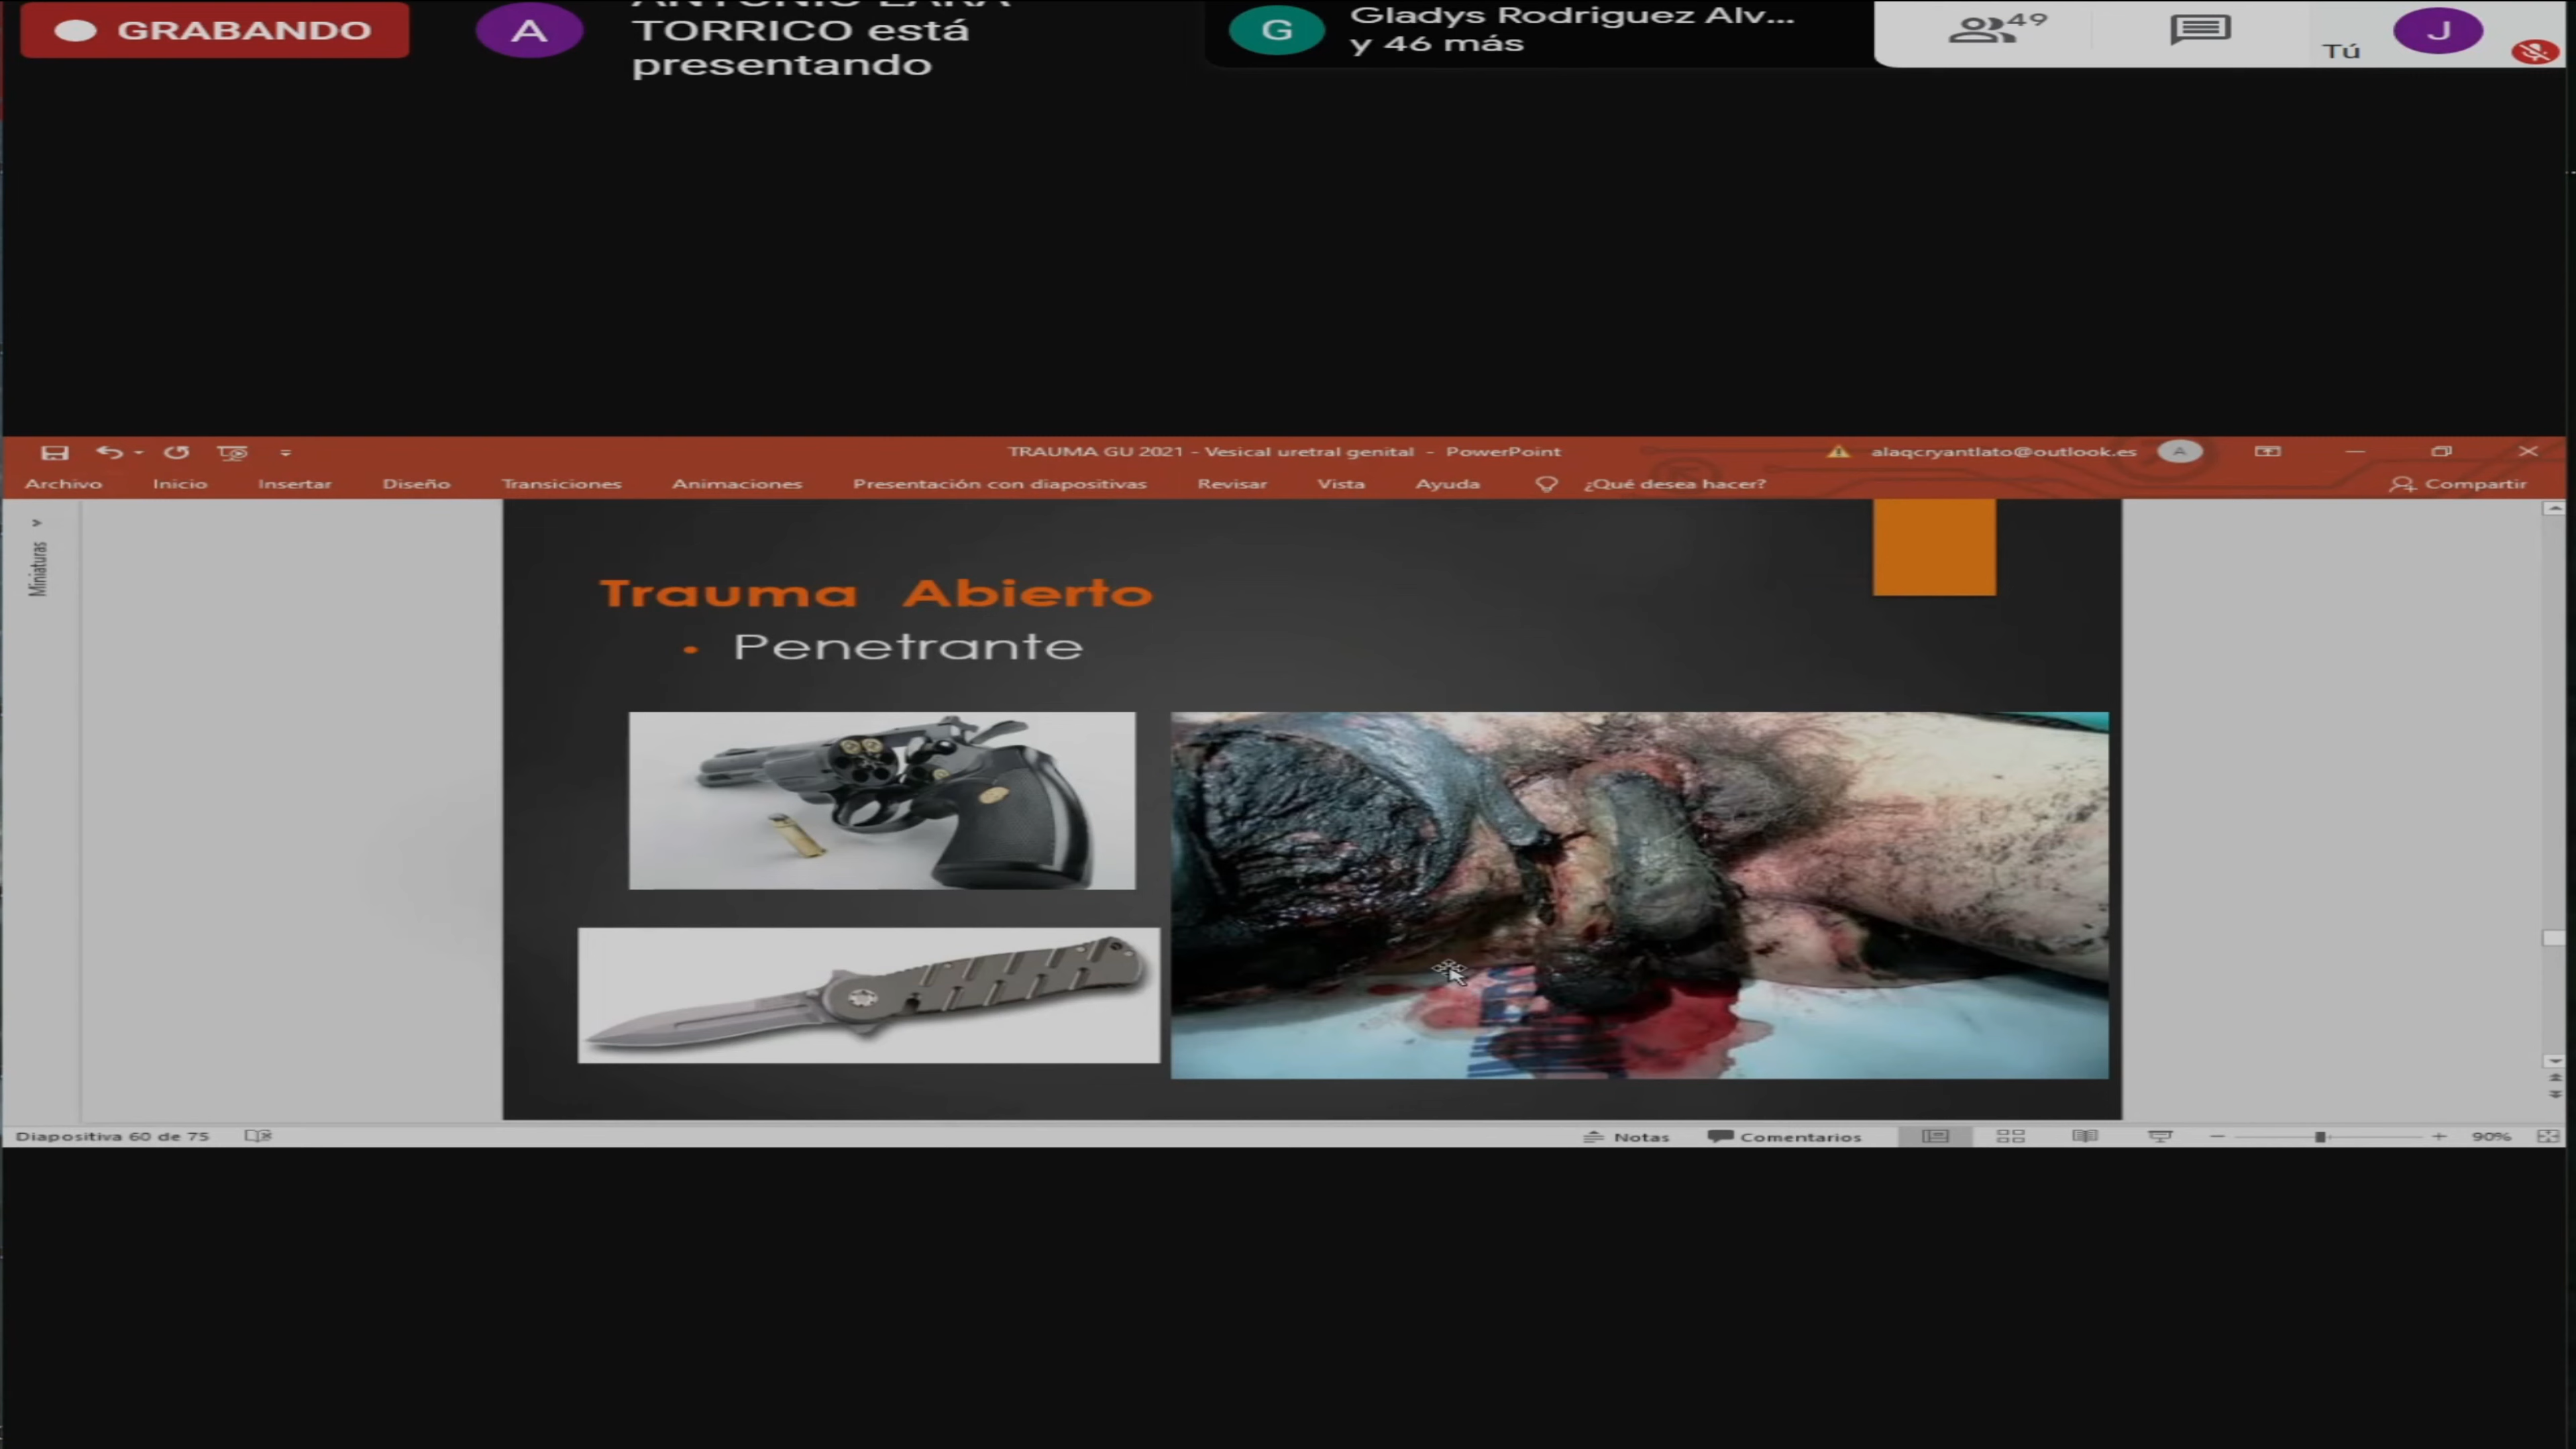 GRABANDO
A
ANTONIO LARA
TORRICO está
presentando
G
Gladys Rodriguez Alv...
y 46 más
49
Tú
J
TRAUMA GU 2021 - Vesical uretral genital - PowerPoint
alaqcryantlato@outlook.es
A
Archivo Inicio Insertar Diseño Transiciones Animaciones Presentación con diapositivas Revisar Vista Ayuda ¿Qué desea hacer? Compartir
Miniaturas
Trauma Abierto
• Penetrante
Diapositiva 60 de 75
Notas Comentarios 90%